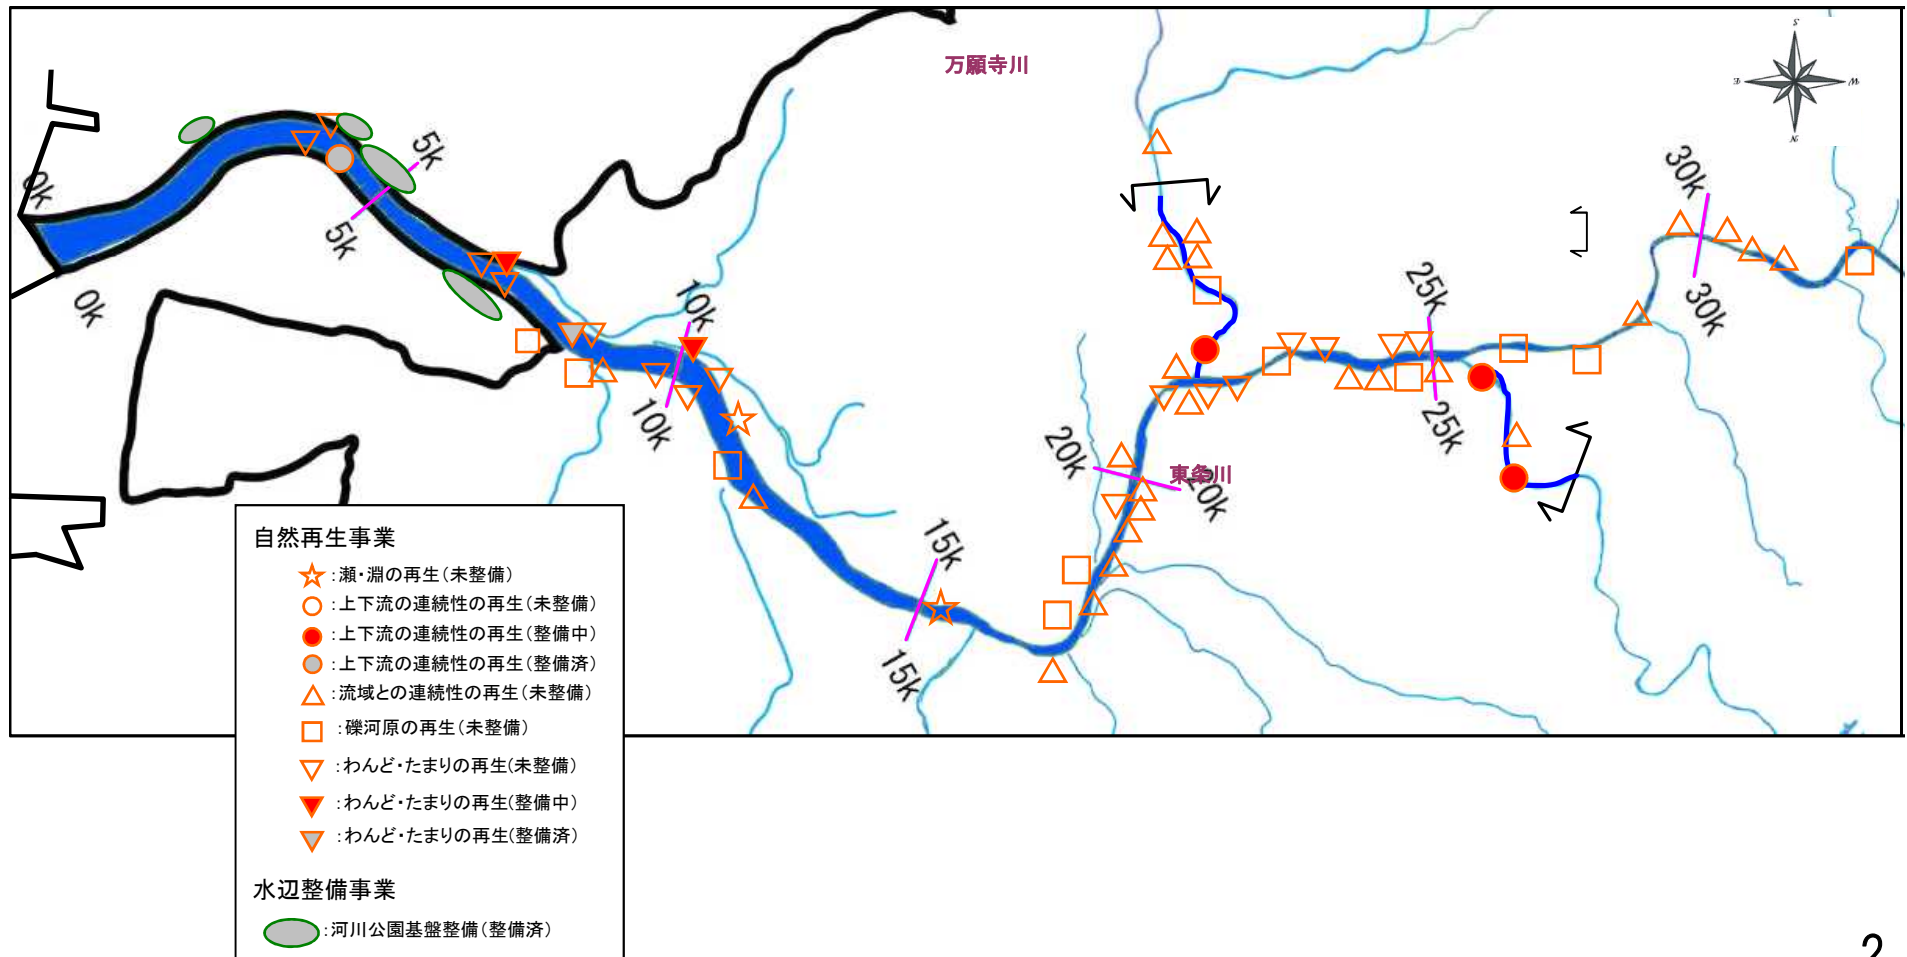 万願寺川
S
E
W
N
0k
0k
5k
5k
10k
10k
15k
15k
20k
20k
東条川
25k
25k
30k
30k
自然再生事業
:瀬・淵の再生(未整備)
:上下流の連続性の再生(未整備)
:上下流の連続性の再生(整備中)
:上下流の連続性の再生(整備済)
:流域との連続性の再生(未整備)
:礫河原の再生(未整備)
:わんど・たまりの再生(未整備)
:わんど・たまりの再生(整備中)
:わんど・たまりの再生(整備済)
水辺整備事業
:河川公園基盤整備(整備済)
2